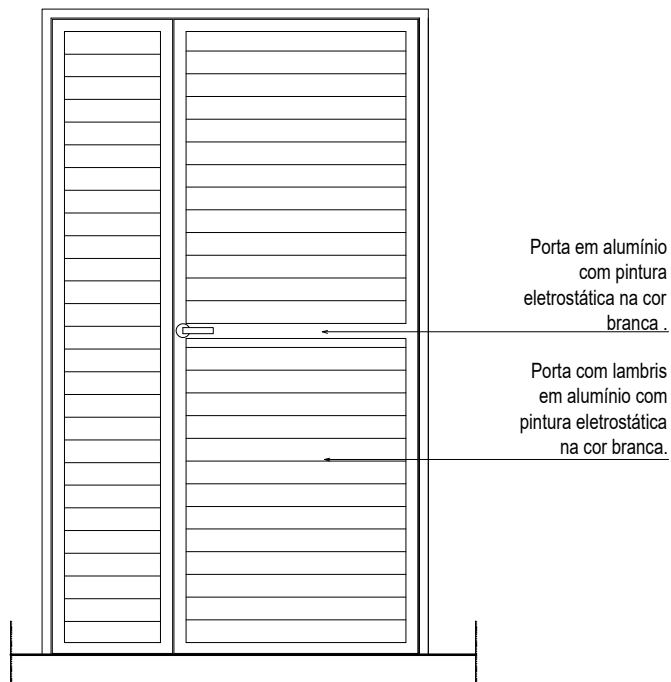 Porta em alumínio
com pintura
eletrostática na cor
branca .
Porta com lambris
em alumínio com
pintura eletrostática
na cor branca.